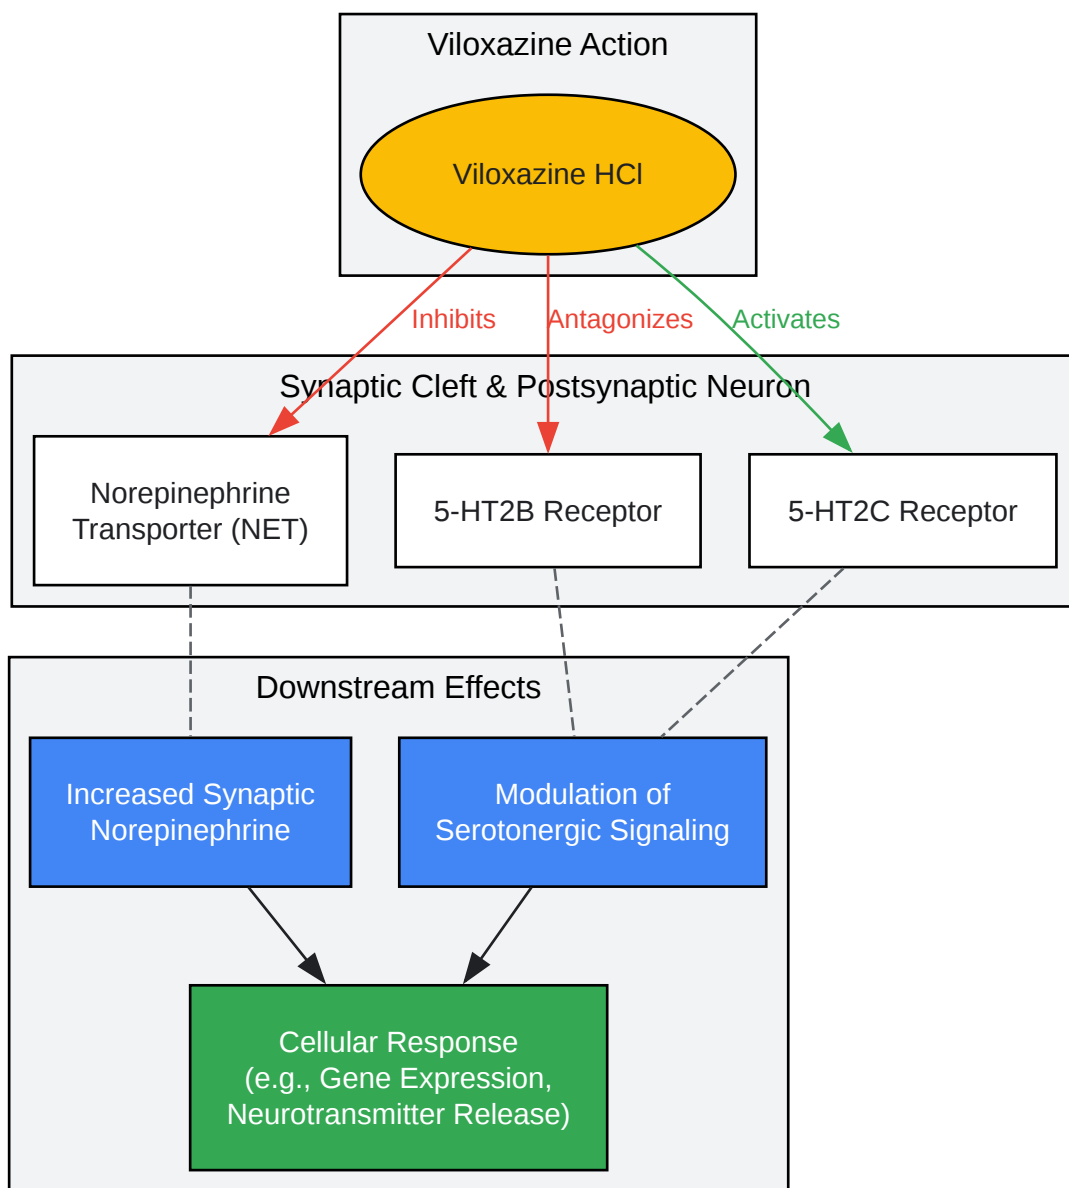 Viloxazine Action
Viloxazine HCl
Inhibits
Antagonizes
Activates
Synaptic Cleft & Postsynaptic Neuron
Norepinephrine
Transporter (NET)
5-HT2B Receptor
5-HT2C Receptor
Downstream Effects
Increased Synaptic
Norepinephrine
Modulation of
Serotonergic Signaling
Cellular Response
(e.g., Gene Expression,
Neurotransmitter Release)